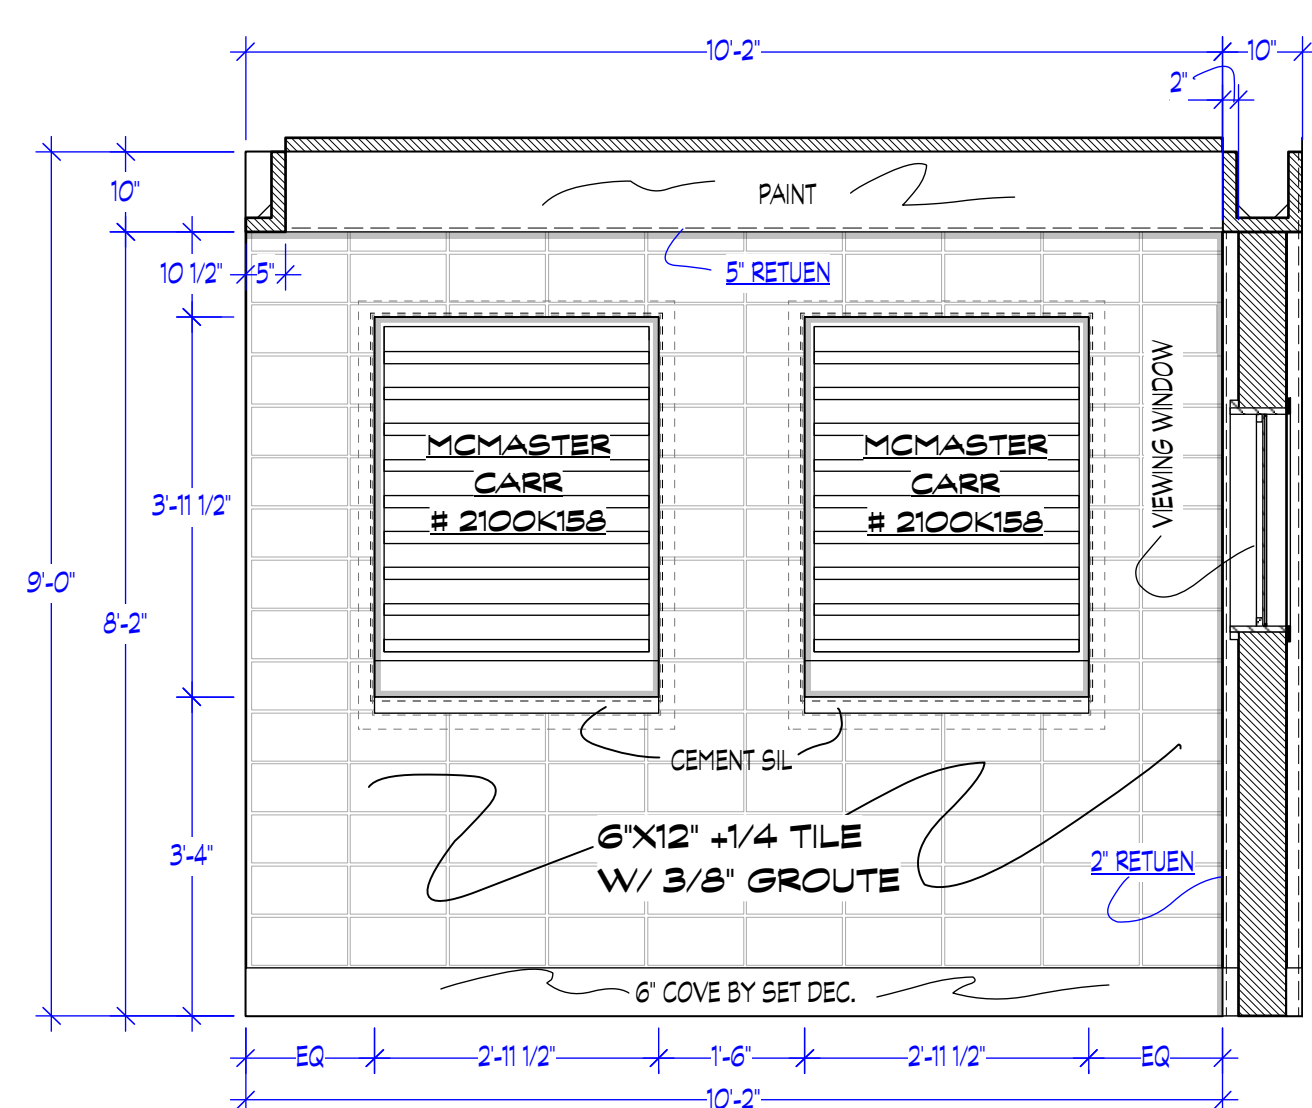 10'-2"
10"
2"
10"
PAINT
10 1/2"
5"
5" RETUEN
VIEWING WINDOW
MCMASTER
CARR
# 2100K158
MCMASTER
CARR
# 2100K158
3'-11 1/2"
9'-0"
8'-2"
CEMENT SIL
6"X12" +1/4 TILE
W/ 3/8" GROUTE
3'-4"
2" RETUEN
6" COVE BY SET DEC.
EQ
2'-11 1/2"
1'-6"
2'-11 1/2"
EQ
10'-2"